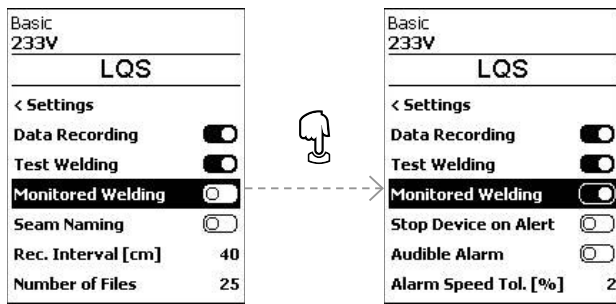 Basic
233V
LQS
< Settings
Data Recording
Test Welding
Monitored Welding
Seam Naming
Rec. Interval [cm] 40
Number of Files 25
Basic
233V
LQS
< Settings
Data Recording
Test Welding
Monitored Welding
Stop Device on Alert
Audible Alarm
Alarm Speed Tol. [%] 2